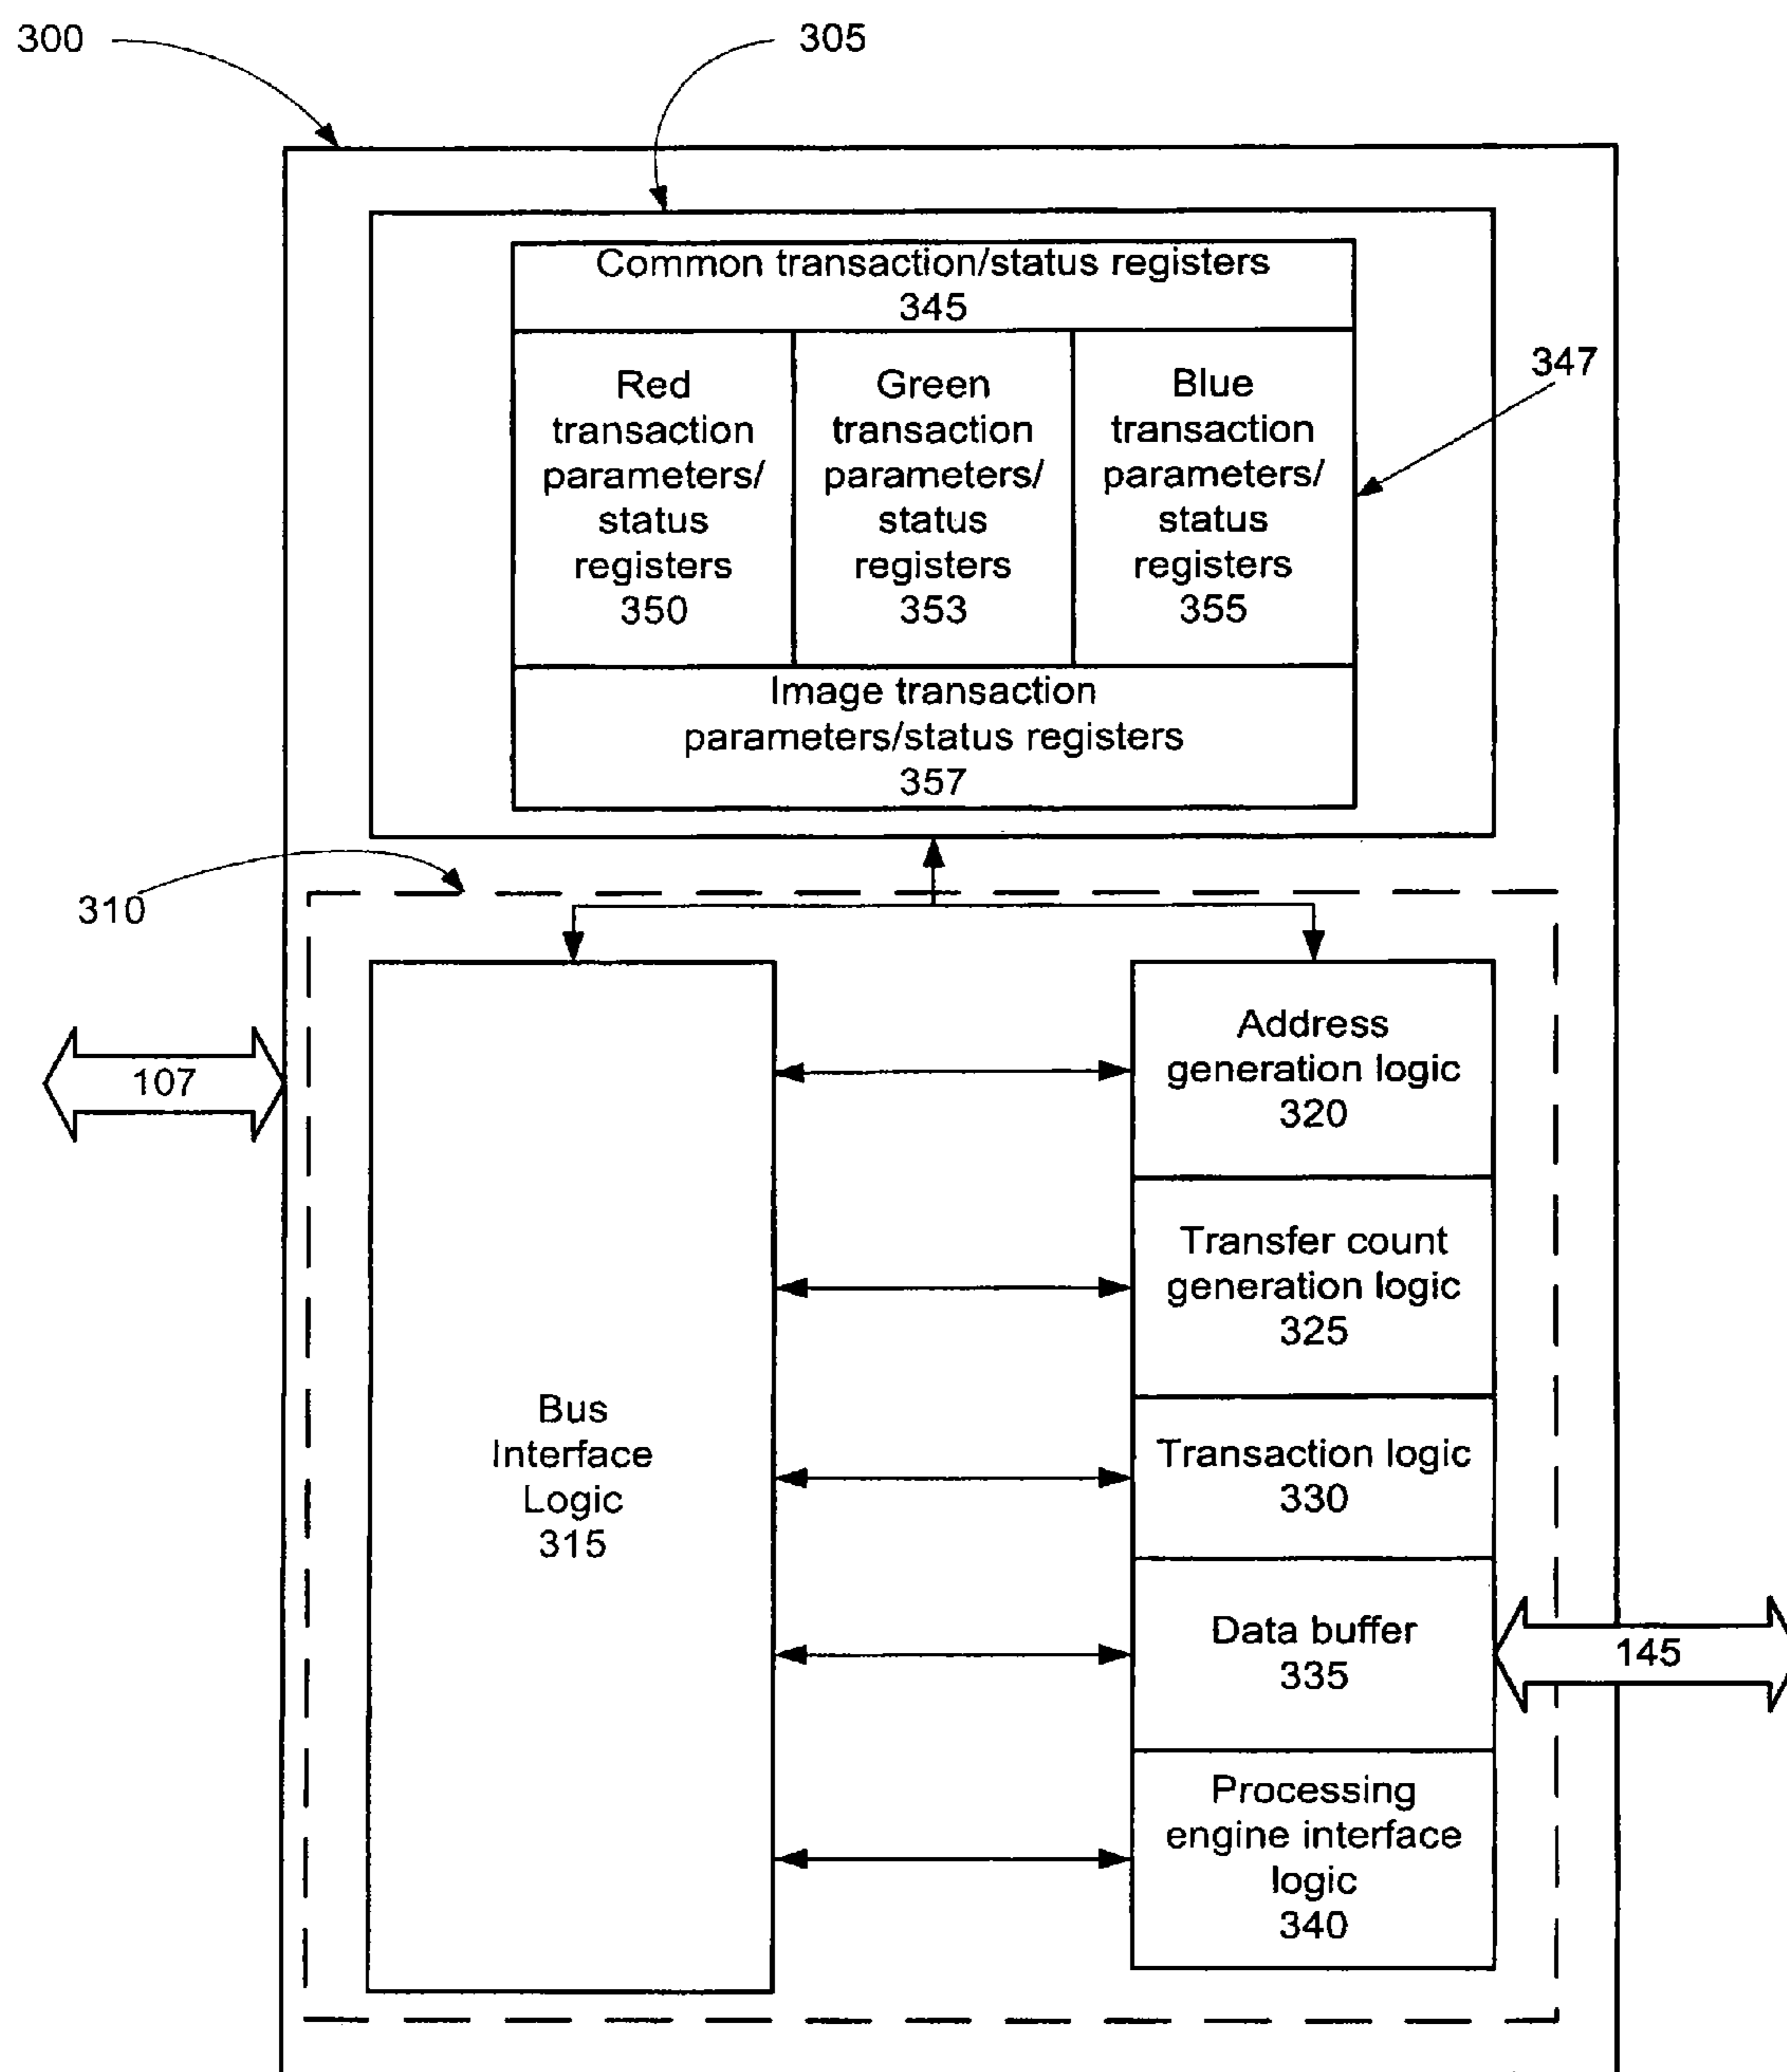 300
305
Common transaction/status registers
345
347
Red
transaction
parameters/
status
registers
350
Green
transaction
parameters/
status
registers
353
Blue
transaction
parameters/
status
registers
355
Image transaction
parameters/status registers
357
310
107
Bus
Interface
Logic
315
Address
generation logic
320
Transfer count
generation logic
325
Transaction logic
330
Data buffer
335
145
Processing
engine interface
logic
340